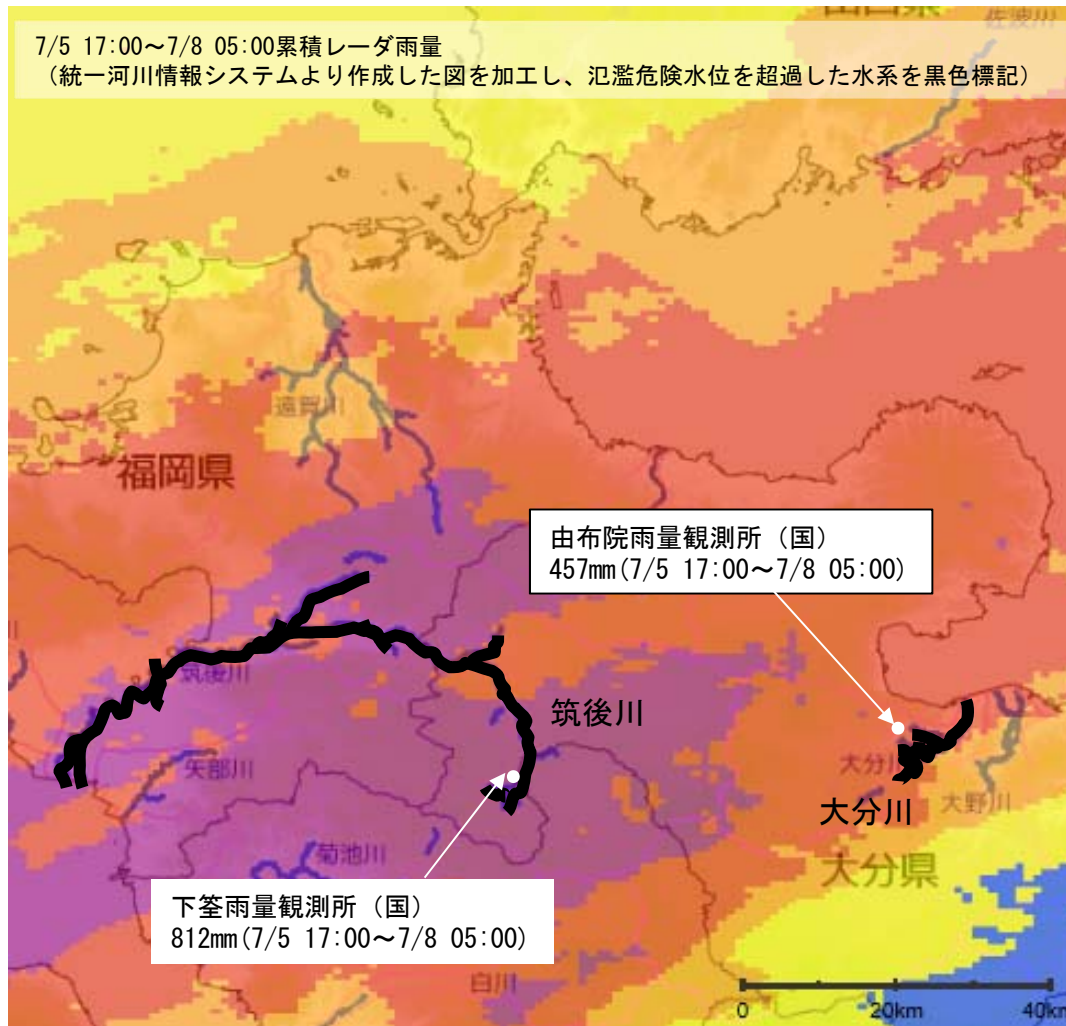 7/5 17:00～7/8 05:00累積レーダ雨量
（統一河川情報システムより作成した図を加工し、氾濫危険水位を超過した水系を黒色標記）
佐波川
遠賀川
福岡県
由布院雨量観測所（国）
457mm(7/5 17:00～7/8 05:00)
筑後川
筑後川
矢部川
大分川
大野川
大分川
大分県
菊池川
下筌雨量観測所（国）
812mm(7/5 17:00～7/8 05:00)
白川
0 20km 40km